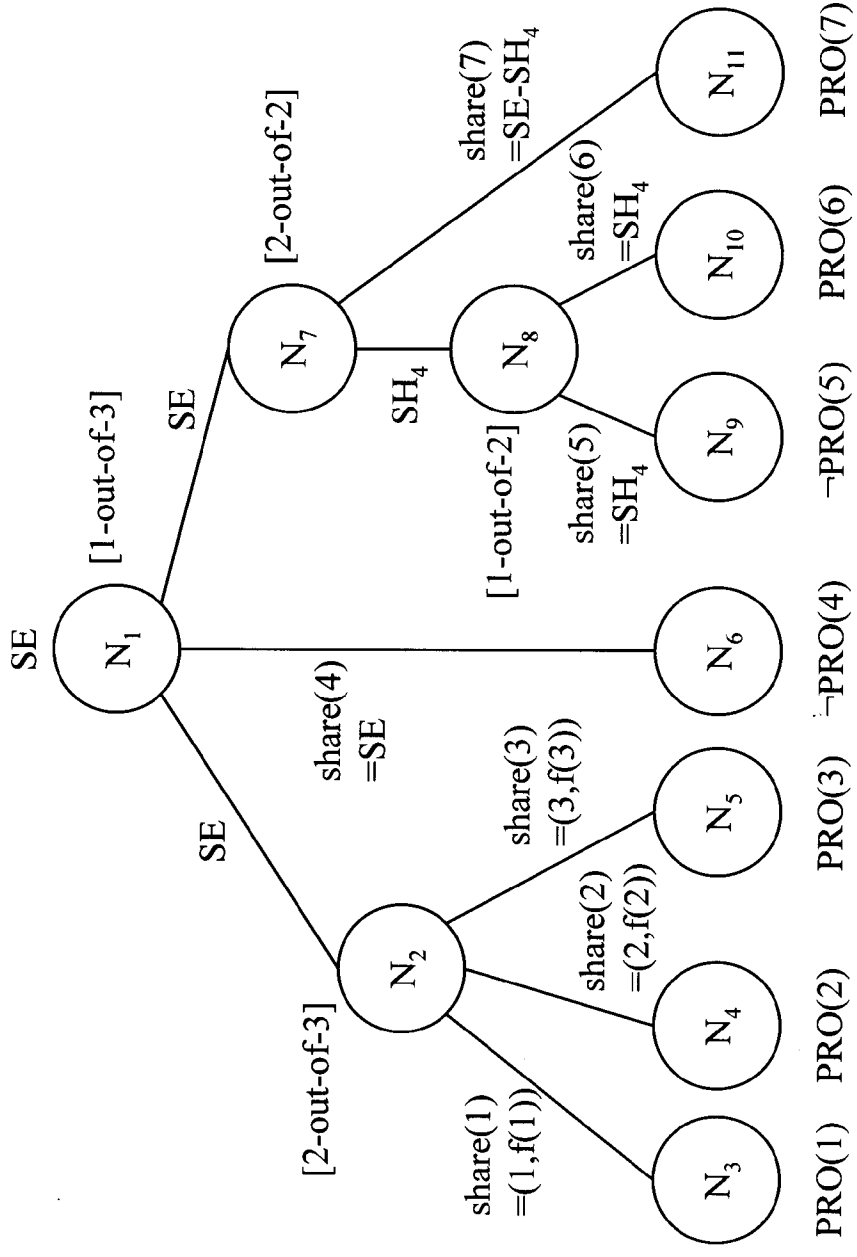 SE
N1
[1-out-of-3]
SE
SE
share(4)
=SE
[2-out-of-3]
N2
N7
[2-out-of-2]
share(1)
=(1,f(1))
share(2)
=(2,f(2))
share(3)
=(3,f(3))
SH4
share(7)
=SE-SH4
[1-out-of-2]
N8
share(5)
=SH4
share(6)
=SH4
N3
N4
N5
N6
N9
N10
N11
PRO(1)
PRO(2)
PRO(3)
¬PRO(4)
¬PRO(5)
PRO(6)
PRO(7)